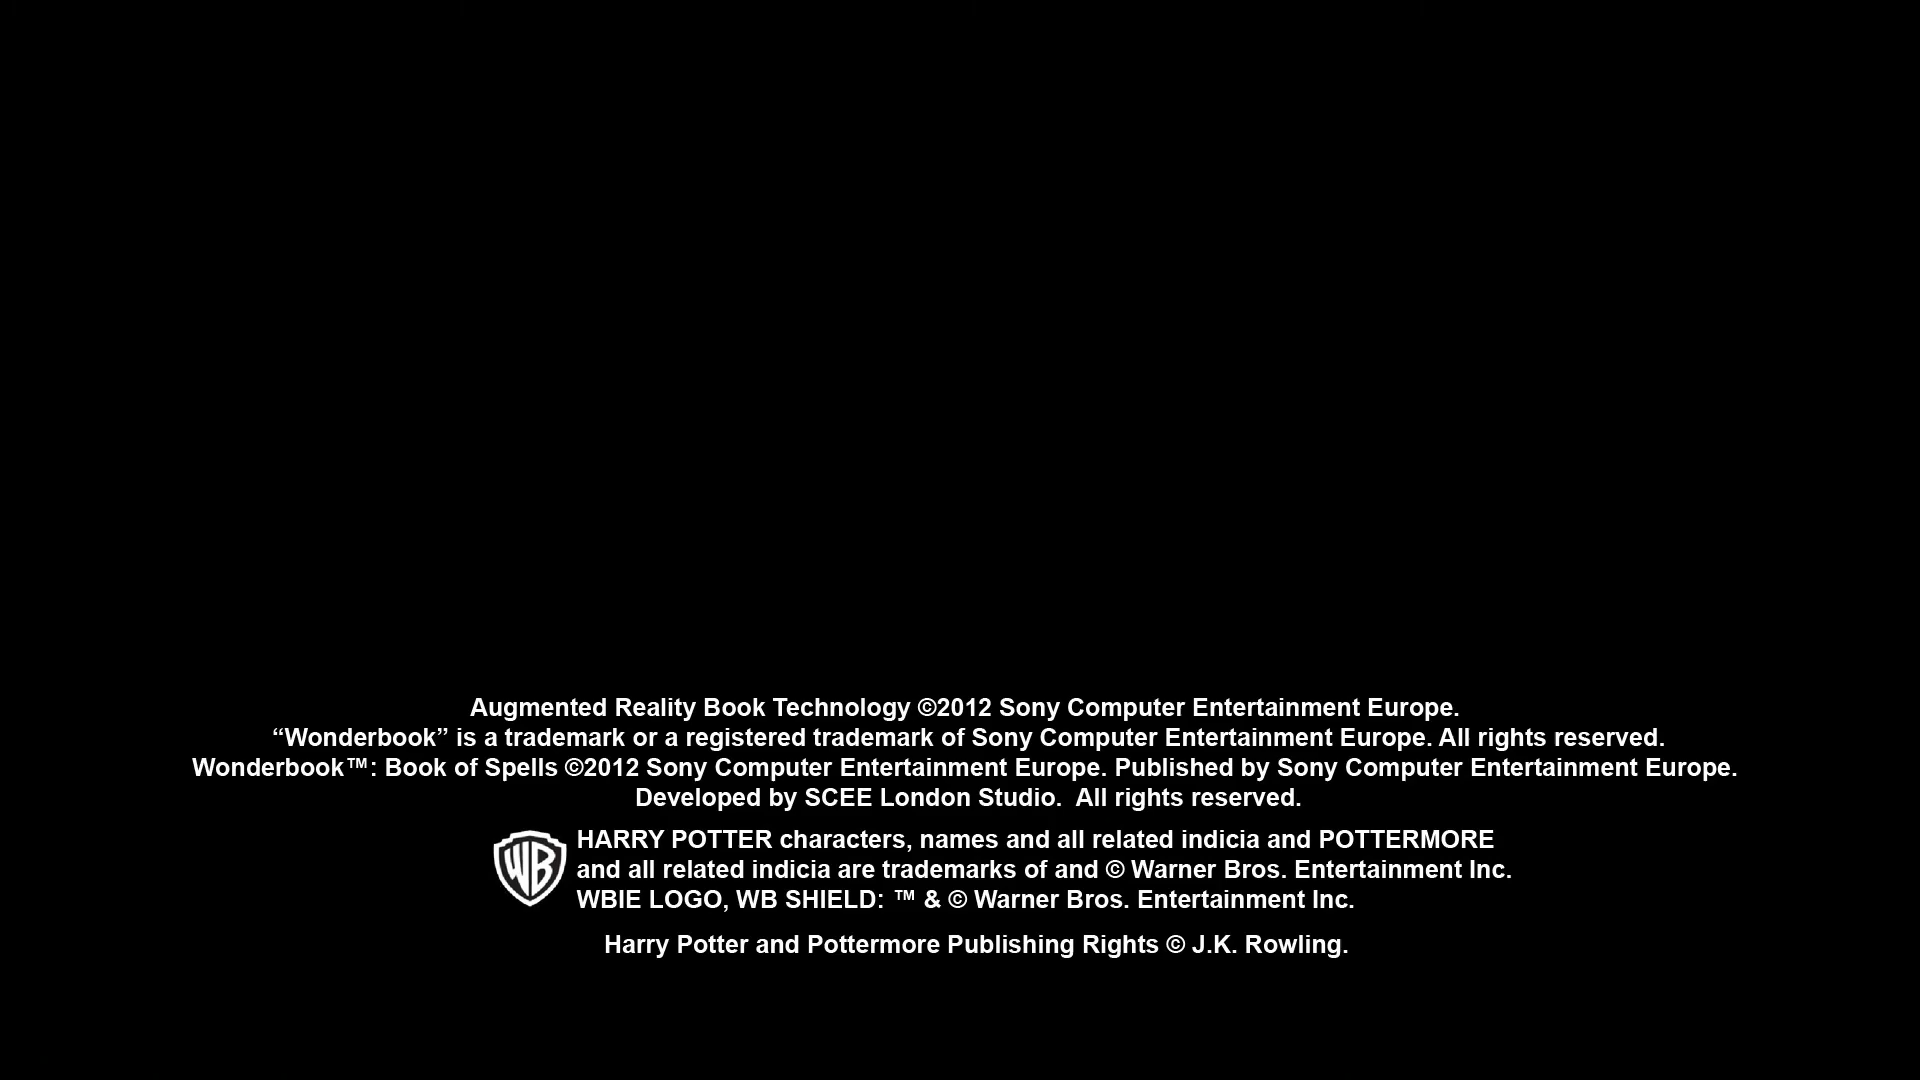 Augmented Reality Book Technology ©2012 Sony Computer Entertainment Europe.
“Wonderbook” is a trademark or a registered trademark of Sony Computer Entertainment Europe. All rights reserved.
Wonderbook™: Book of Spells ©2012 Sony Computer Entertainment Europe. Published by Sony Computer Entertainment Europe.
Developed by SCEE London Studio.  All rights reserved.
WB
HARRY POTTER characters, names and all related indicia and POTTERMORE
and all related indicia are trademarks of and © Warner Bros. Entertainment Inc.
WBIE LOGO, WB SHIELD: ™ & © Warner Bros. Entertainment Inc.
Harry Potter and Pottermore Publishing Rights © J.K. Rowling.